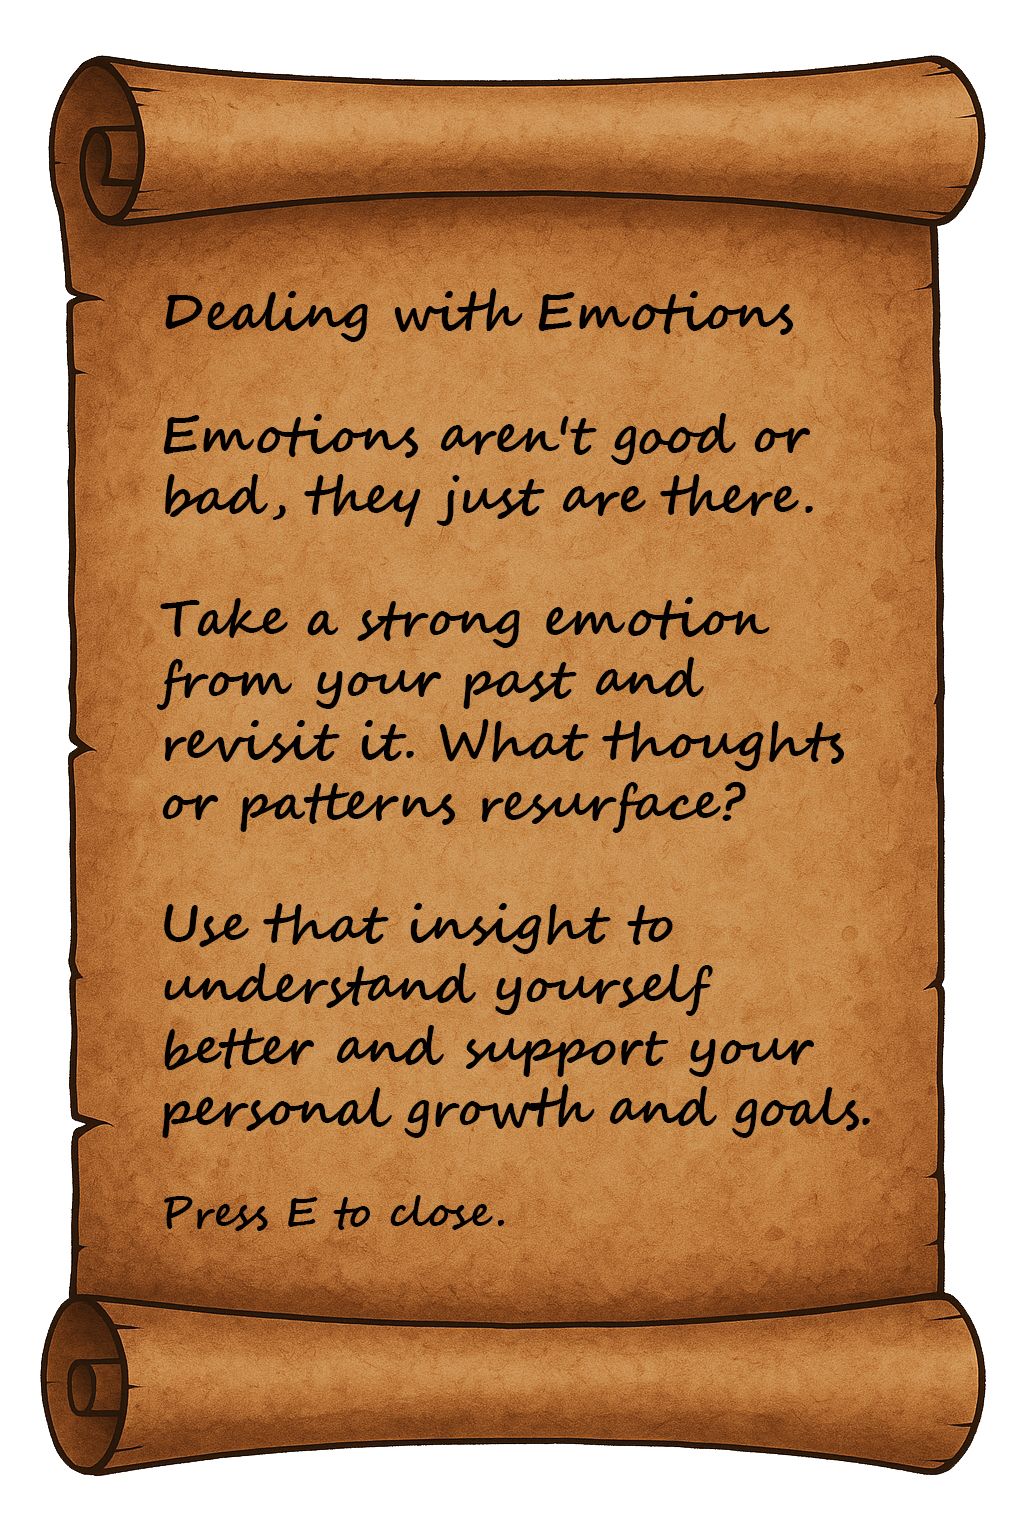 Dealing with Emotions
Emotions aren't good or
bad, they just are there.
Take a strong emotion
from your past and
revisit it. What thoughts
or patterns resurface?
Use that insight to
understand yourself
better and support your
personal growth and goals.
Press E to close.